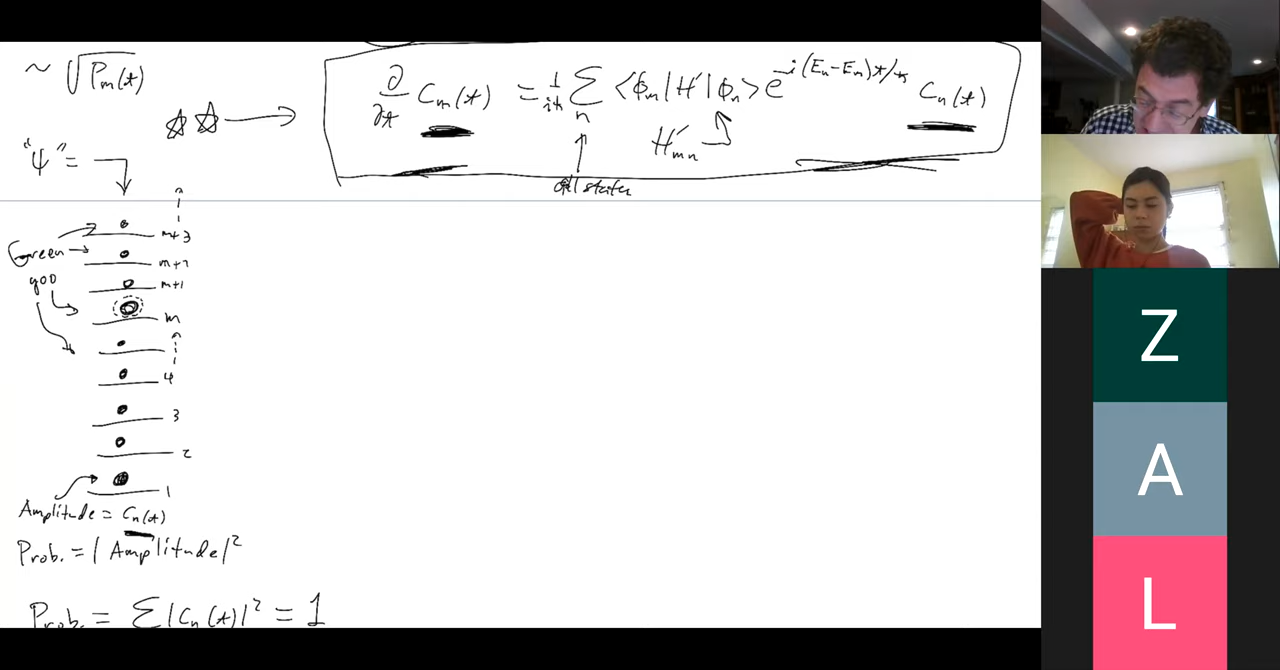 ~ √Pm(t)
∂/∂t Cm(t) = 1/iħ Σn <ϕm|H'|ϕn> e^-i(En-Em)t/ħ Cn(t)
H'mn
all states
"Ψ" =
m+3
Green
m+2
goo
m+1
m
4
3
2
1
Amplitude = Cn(t)
Prob. = | Amplitude|²
Prob. = Σ |Cn(t)|² = 1
Z
A
L